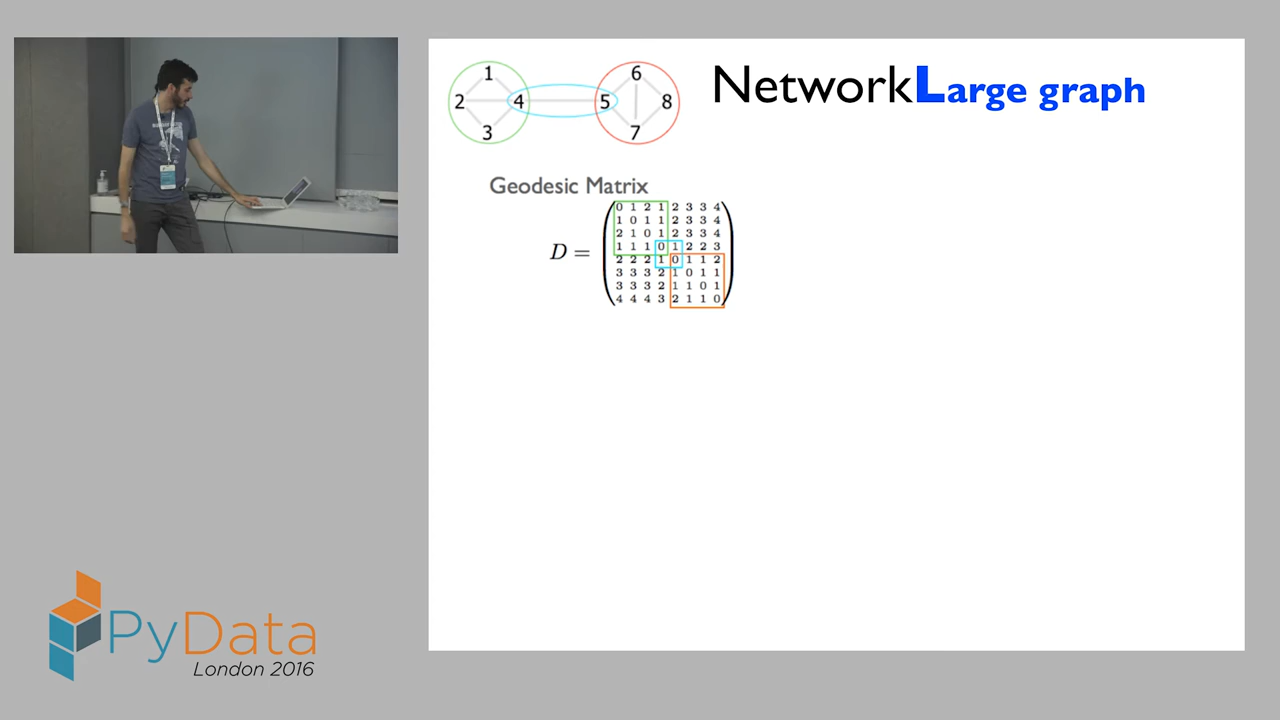 NetworkLarge graph
1
2 4 5
3
6
8
7
Geodesic Matrix
D =
0 1 2 1 2 3 3 4
1 0 1 1 2 3 3 4
2 1 0 1 2 3 3 4
1 1 1 0 1 2 2 3
2 2 2 1 0 1 1 2
3 3 3 2 1 0 1 1
3 3 3 2 1 1 0 1
4 4 4 3 2 1 1 0
PyData
London 2016